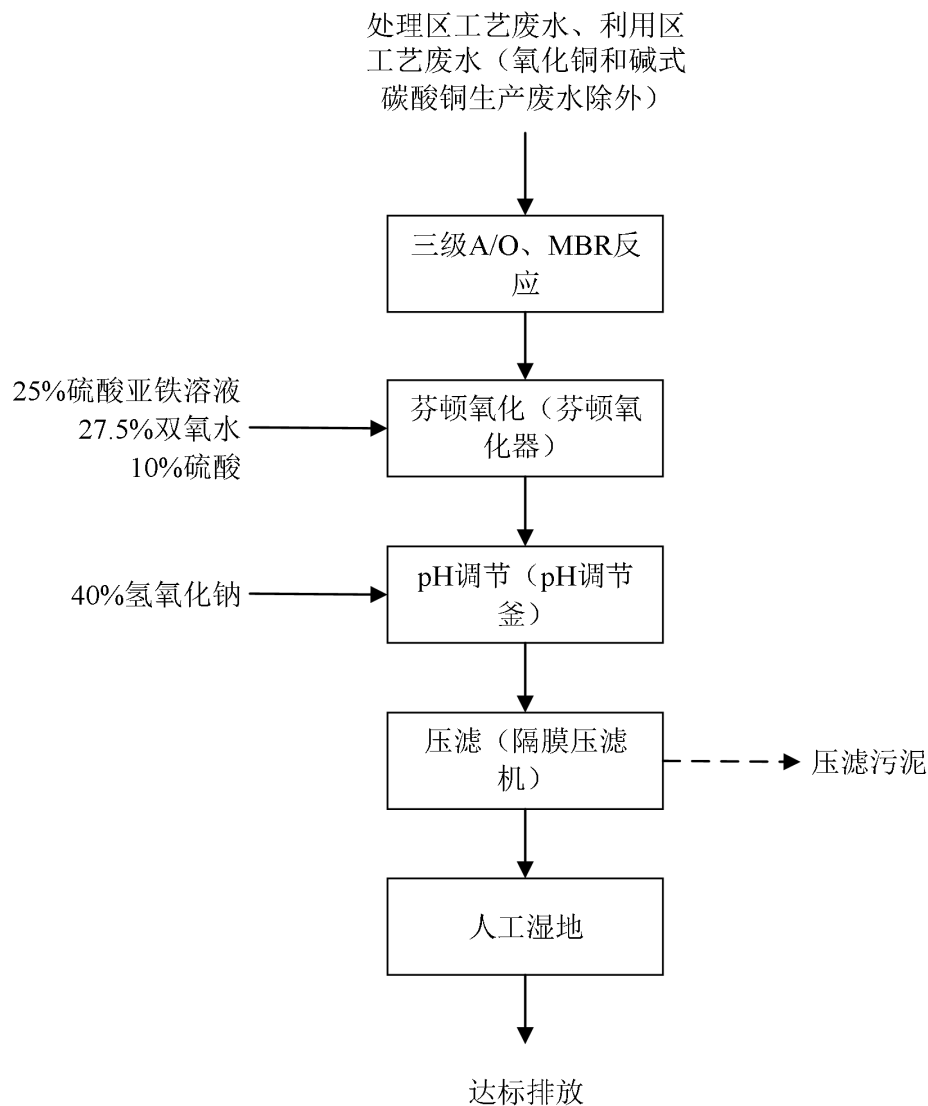 处理区工艺废水、利用区
工艺废水（氧化铜和碱式
碳酸铜生产废水除外）
三级A/O、MBR反
应
25%硫酸亚铁溶液
27.5%双氧水
10%硫酸
芬顿氧化（芬顿氧
化器）
40%氢氧化钠
pH调节（pH调节
釜）
压滤（隔膜压滤
机）
压滤污泥
人工湿地
达标排放